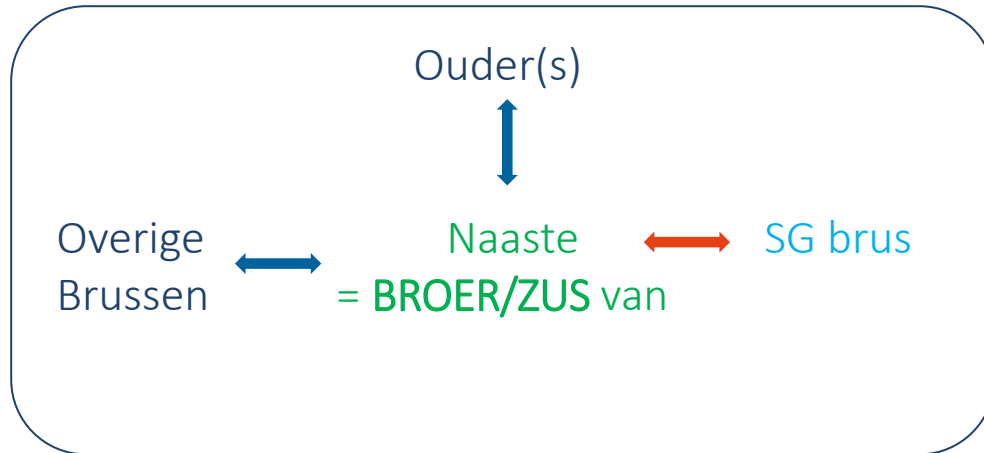 Ouder(s)
Overige
Brussen
Naaste
= BROER/ZUS van
SG brus